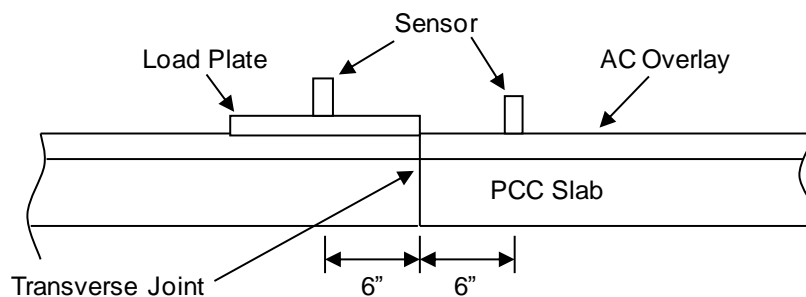 Sensor
Load Plate
AC Overlay
PCC Slab
Transverse Joint
6”
6”